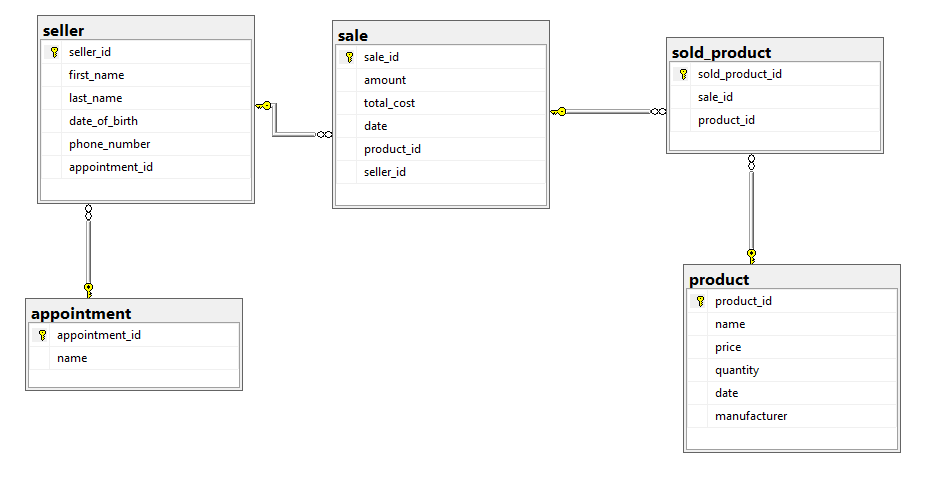 seller
seller_id
first_name
last_name
date_of_birth
phone_number
appointment_id
sale
sale_id
amount
total_cost
date
product_id
seller_id
sold_product
sold_product_id
sale_id
product_id
appointment
appointment_id
name
product
product_id
name
price
quantity
date
manufacturer